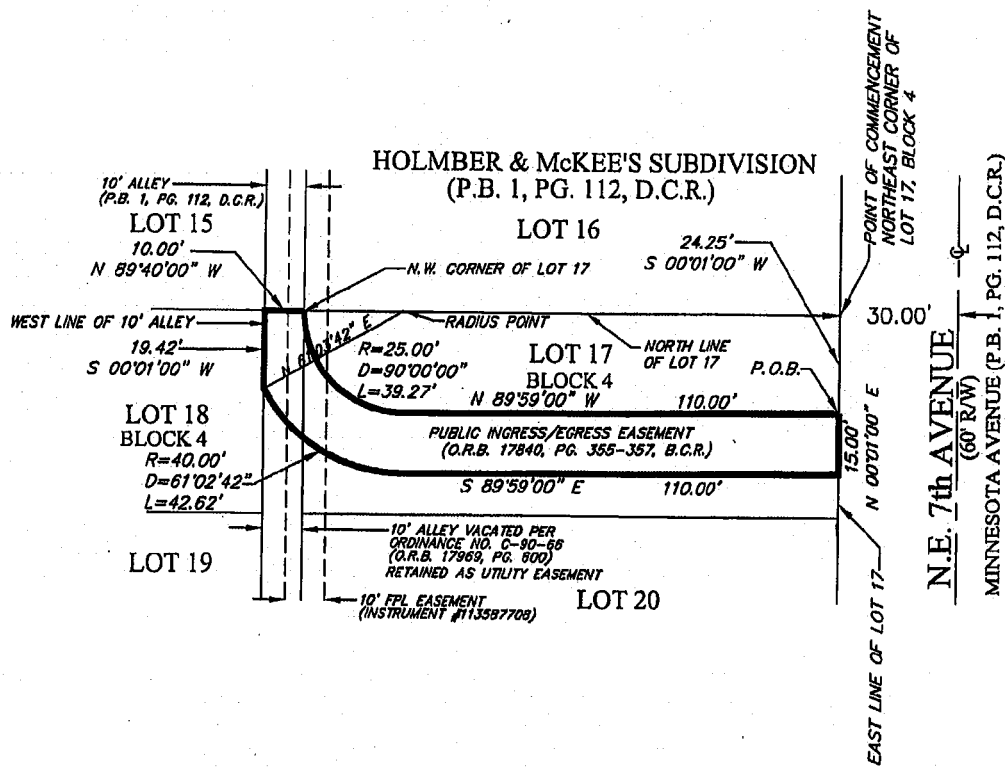 HOLMBER & McKEE'S SUBDIVISION
(P.B. 1, PG. 112, D.C.R.)
10' ALLEY
(P.B. 1, PG. 112, D.C.R.)
LOT 15
LOT 16
10.00'
N 89°40'00" W
N.W. CORNER OF LOT 17
24.25'
S 00°01'00" W
POINT OF COMMENCEMENT
NORTHEAST CORNER OF
LOT 17, BLOCK 4
30.00'
WEST LINE OF 10' ALLEY
19.42'
S 00°01'00" W
N 61°03'42" E
RADIUS POINT
R=25.00'
D=90°00'00"
L=39.27'
LOT 17
BLOCK 4
NORTH LINE
OF LOT 17
P.O.B.
N 89°59'00" W
110.00'
LOT 18
BLOCK 4
R=40.00'
D=61°02'42"
L=42.62'
PUBLIC INGRESS/EGRESS EASEMENT
(O.R.B. 17840, PG. 355-357, B.C.R.)
S 89°59'00" E
110.00'
15.00'
N 00°01'00" E
N.E. 7th AVENUE
(60' R/W)
MINNESOTA AVENUE (P.B. 1, PG. 112, D.C.R.)
LOT 19
10' ALLEY VACATED PER
ORDINANCE NO. C-90-66
(O.R.B. 17969, PG. 600)
RETAINED AS UTILITY EASEMENT
10' FPL EASEMENT
(INSTRUMENT #113587708)
LOT 20
EAST LINE OF LOT 17